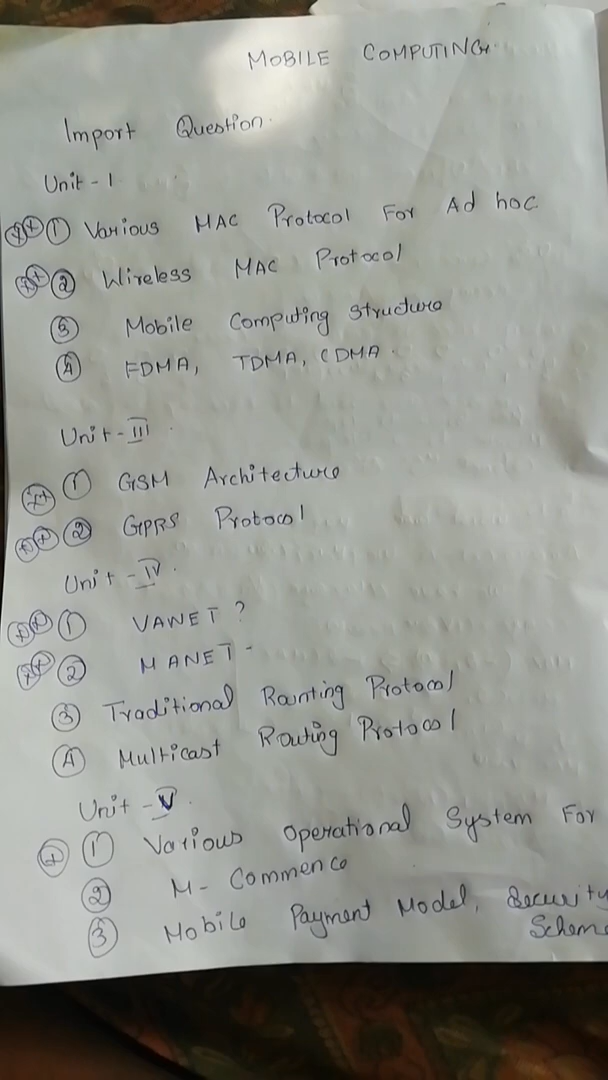 MOBILE COMPUTING
Import Question.
Unit - I
** ① Various MAC Protocol For Ad hoc
** ② Wireless MAC Protocol
③ Mobile Computing structure
④ FDMA, TDMA, CDMA.
Unit - III.
** ① GSM Architecture
** ② GPRS Protocol
Unit - IV.
** ① VANET ?
** ② MANET -
③ Traditional Rounting Protocol
④ Multicast Routing Protocol
Unit - V.
* ① Various Operational System For
② M- Commence
③ Mobile Payment Model, Security
Scheme